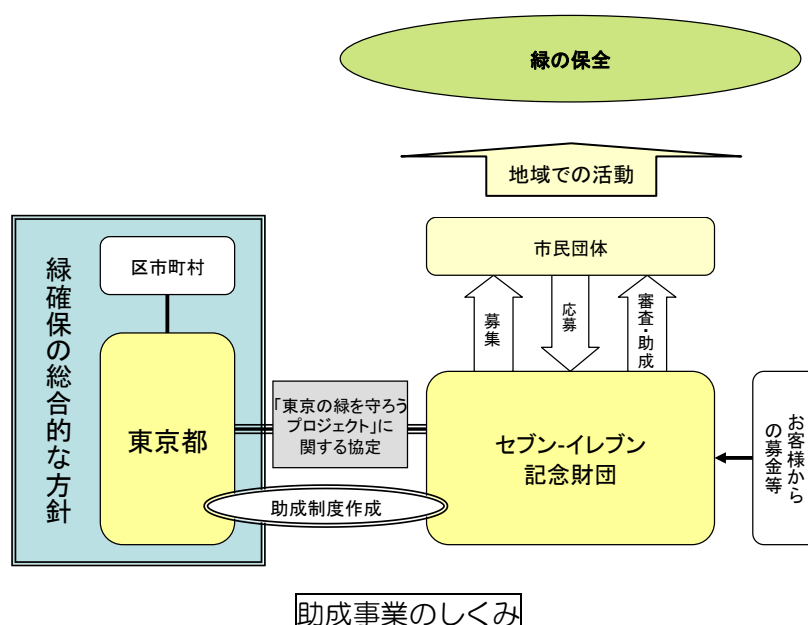 緑の保全
地域での活動
市民団体
募集
応募
審査・助成
緑確保の総合的な方針
区市町村
東京都
「東京の緑を守ろう
プロジェクト」に
関する協定
助成制度作成
セブン-イレブン
記念財団
お客様から
の募金等
助成事業のしくみ